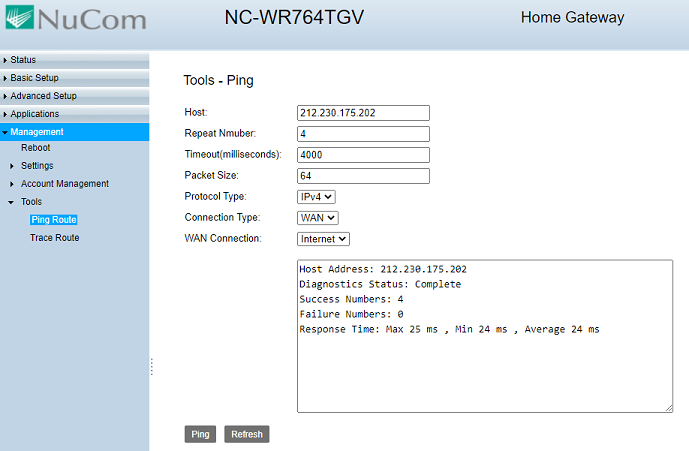 NuCom
NC-WR764TGV
Home Gateway
Status
Basic Setup
Advanced Setup
Applications
Management
Reboot
Settings
Account Management
Tools
Ping Route
Trace Route
Tools - Ping
Host: 212.230.175.202
Repeat Nmuber: 4
Timeout(milliseconds): 4000
Packet Size: 64
Protocol Type: IPv4
Connection Type: WAN
WAN Connection: Internet
Host Address: 212.230.175.202
Diagnostics Status: Complete
Success Numbers: 4
Failure Numbers: 0
Response Time: Max 25 ms , Min 24 ms , Average 24 ms
Ping Refresh